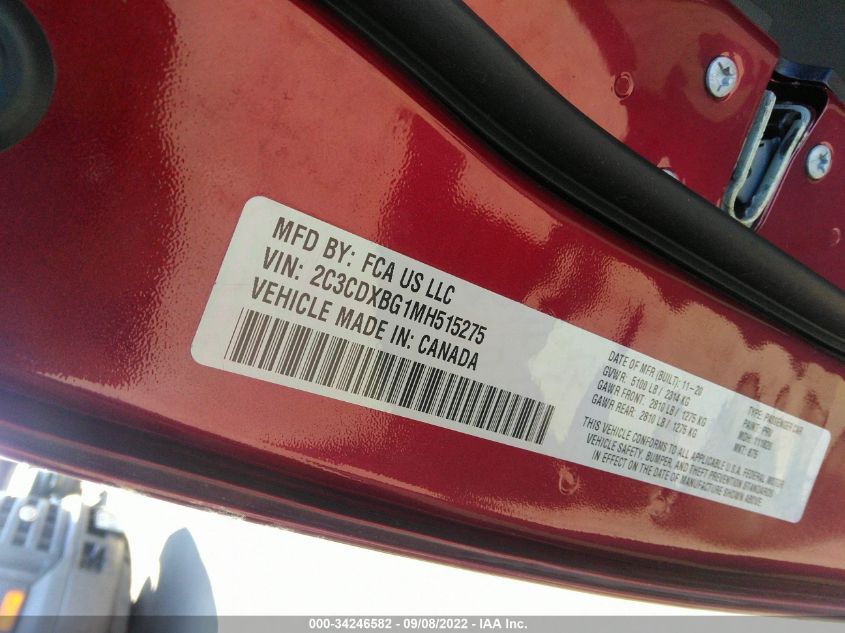 MFD BY: FCA US LLC
VIN: 2C3CDXBG1MH515275
VEHICLE MADE IN: CANADA
DATE OF MFR (BUILT): 11-20
GVWR: 5100 LB / 2314 KG
GAWR FRONT: 2810 LB / 1275 KG
GAWR REAR: 2810 LB / 1275 KG
TYPE: PASSENGER CAR
PAINT:
MDH:
MKT:
THIS VEHICLE CONFORMS TO ALL APPLICABLE U.S.A. FEDERAL MOTOR
VEHICLE SAFETY, BUMPER, AND THEFT PREVENTION STANDARDS
IN EFFECT ON THE DATE OF MANUFACTURE SHOWN ABOVE.
000-34246582 - 09/08/2022 - IAA Inc.